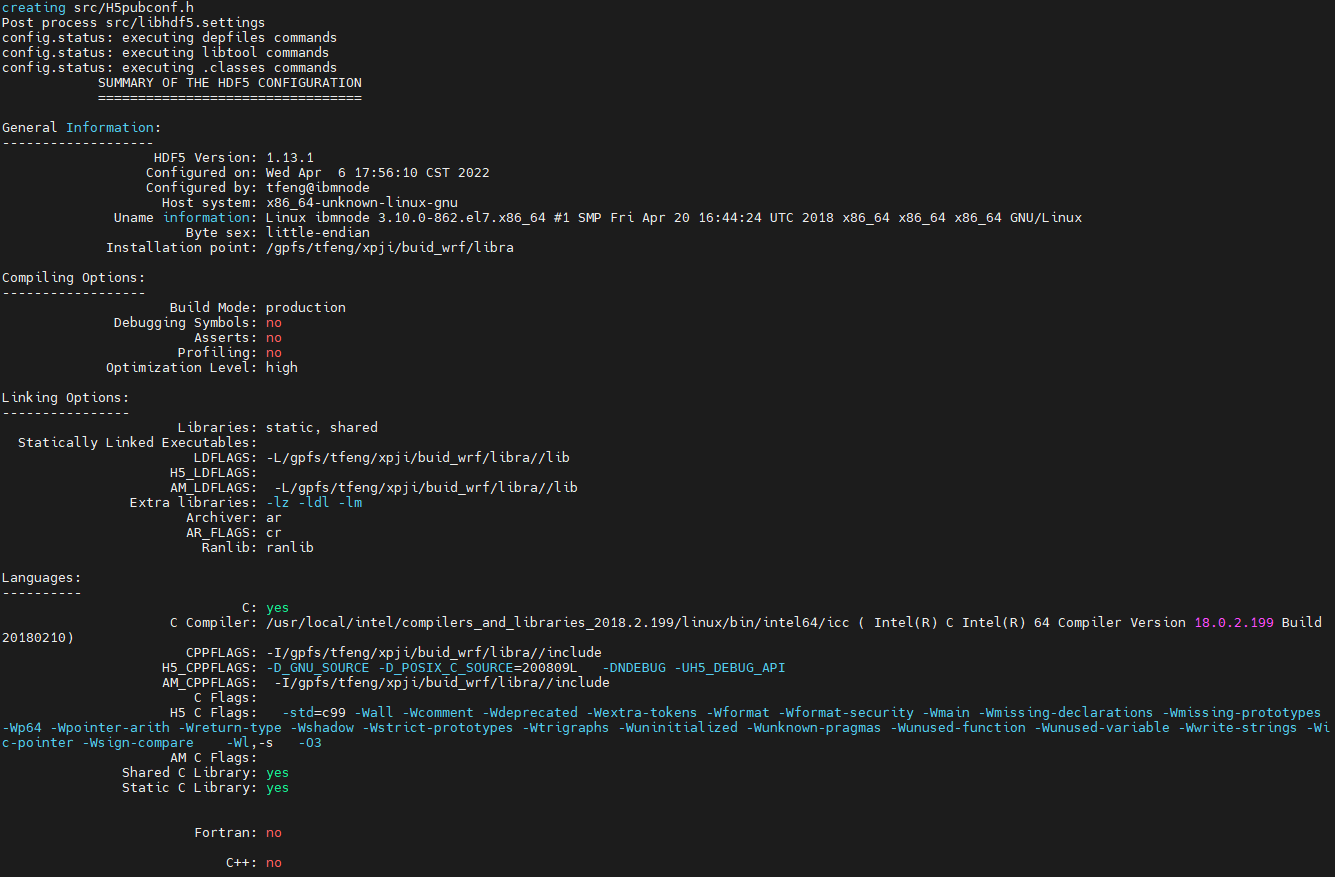 creating src/H5pubconf.h
Post process src/libhdf5.settings
config.status: executing depfiles commands
config.status: executing libtool commands
config.status: executing .classes commands
SUMMARY OF THE HDF5 CONFIGURATION
=================================
General Information:
-------------------
HDF5 Version: 1.13.1
Configured on: Wed Apr  6 17:56:10 CST 2022
Configured by: tfeng@ibmnode
Host system: x86_64-unknown-linux-gnu
Uname information: Linux ibmnode 3.10.0-862.el7.x86_64 #1 SMP Fri Apr 20 16:44:24 UTC 2018 x86_64 x86_64 x86_64 GNU/Linux
Byte sex: little-endian
Installation point: /gpfs/tfeng/xpji/buid_wrf/libra
Compiling Options:
------------------
Build Mode: production
Debugging Symbols: no
Asserts: no
Profiling: no
Optimization Level: high
Linking Options:
----------------
Libraries: static, shared
Statically Linked Executables:
LDFLAGS: -L/gpfs/tfeng/xpji/buid_wrf/libra//lib
H5_LDFLAGS:
AM_LDFLAGS:  -L/gpfs/tfeng/xpji/buid_wrf/libra//lib
Extra libraries: -lz -ldl -lm
Archiver: ar
AR_FLAGS: cr
Ranlib: ranlib
Languages:
----------
C: yes
C Compiler: /usr/local/intel/compilers_and_libraries_2018.2.199/linux/bin/intel64/icc ( Intel(R) C Intel(R) 64 Compiler Version 18.0.2.199 Build
20180210)
CPPFLAGS: -I/gpfs/tfeng/xpji/buid_wrf/libra//include
H5_CPPFLAGS: -D_GNU_SOURCE -D_POSIX_C_SOURCE=200809L   -DNDEBUG -UH5_DEBUG_API
AM_CPPFLAGS:  -I/gpfs/tfeng/xpji/buid_wrf/libra//include
C Flags:
H5 C Flags:   -std=c99 -Wall -Wcomment -Wdeprecated -Wextra-tokens -Wformat -Wformat-security -Wmain -Wmissing-declarations -Wmissing-prototypes
-Wp64 -Wpointer-arith -Wreturn-type -Wshadow -Wstrict-prototypes -Wtrigraphs -Wuninitialized -Wunknown-pragmas -Wunused-function -Wunused-variable -Wwrite-strings -Wi
c-pointer -Wsign-compare    -Wl,-s   -O3
AM C Flags:
Shared C Library: yes
Static C Library: yes
Fortran: no
C++: no